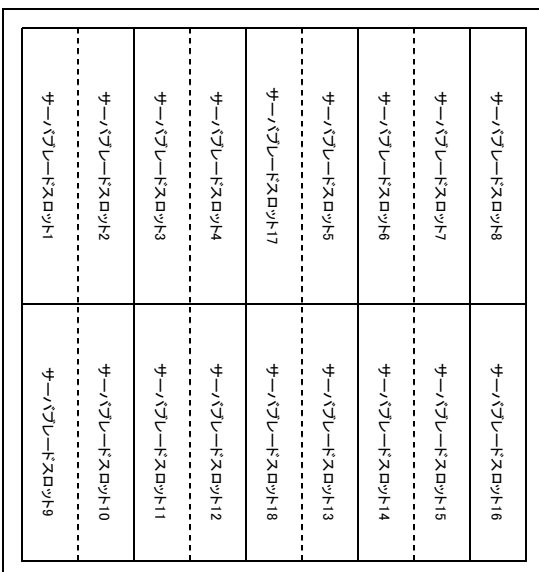 サーバブレードスロット1
サーバブレードスロット2
サーバブレードスロット3
サーバブレードスロット4
サーバブレードスロット17
サーバブレードスロット5
サーバブレードスロット6
サーバブレードスロット7
サーバブレードスロット8
サーバブレードスロット9
サーバブレードスロット10
サーバブレードスロット11
サーバブレードスロット12
サーバブレードスロット18
サーバブレードスロット13
サーバブレードスロット14
サーバブレードスロット15
サーバブレードスロット16